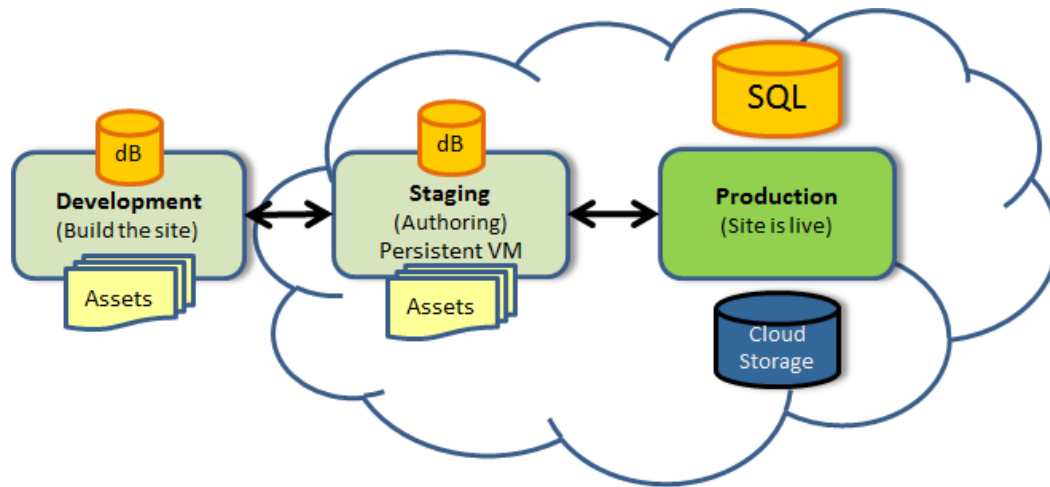 dB
Development
(Build the site)
Assets
dB
Staging
(Authoring)
Persistent VM
Assets
SQL
Production
(Site is live)
Cloud
Storage